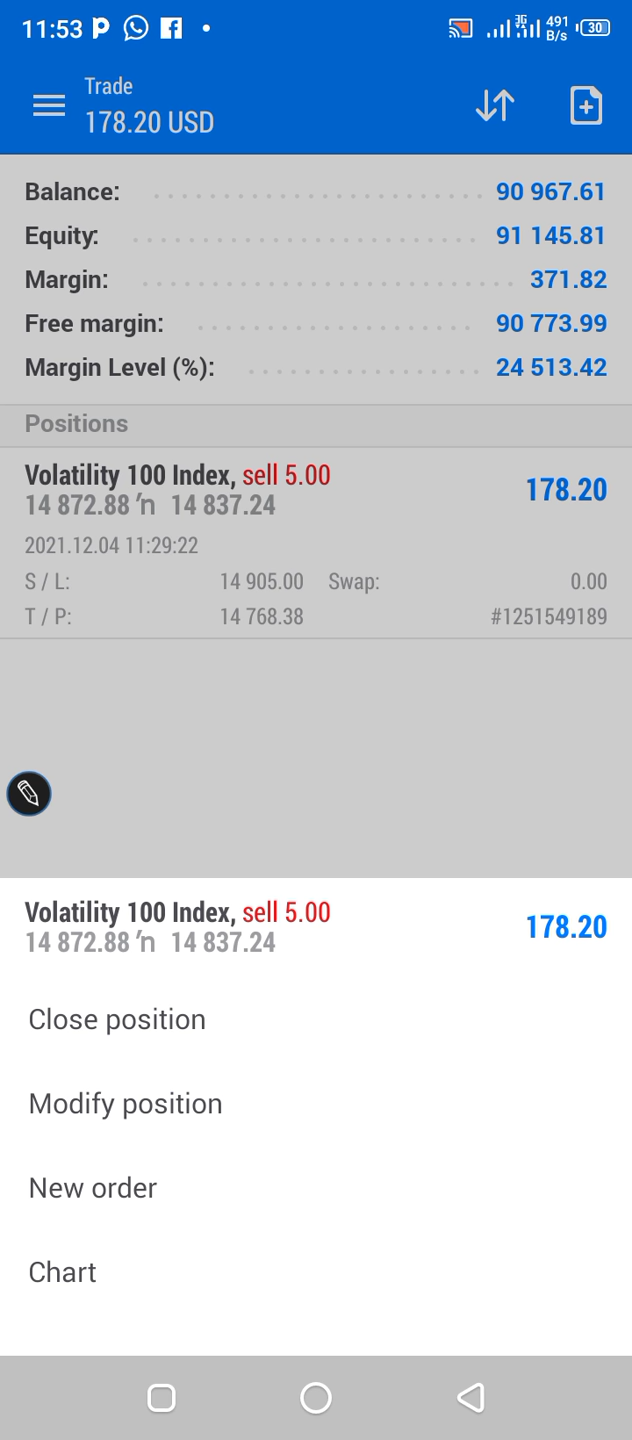 11:53
3G
491 B/s
30
Trade
178.20 USD
Balance: 90 967.61
Equity: 91 145.81
Margin: 371.82
Free margin: 90 773.99
Margin Level (%): 24 513.42
Positions
Volatility 100 Index, sell 5.00 178.20
14 872.88 ′n 14 837.24
2021.12.04 11:29:22
S / L: 14 905.00 Swap: 0.00
T / P: 14 768.38 #1251549189
Volatility 100 Index, sell 5.00 178.20
14 872.88 ′n 14 837.24
Close position
Modify position
New order
Chart